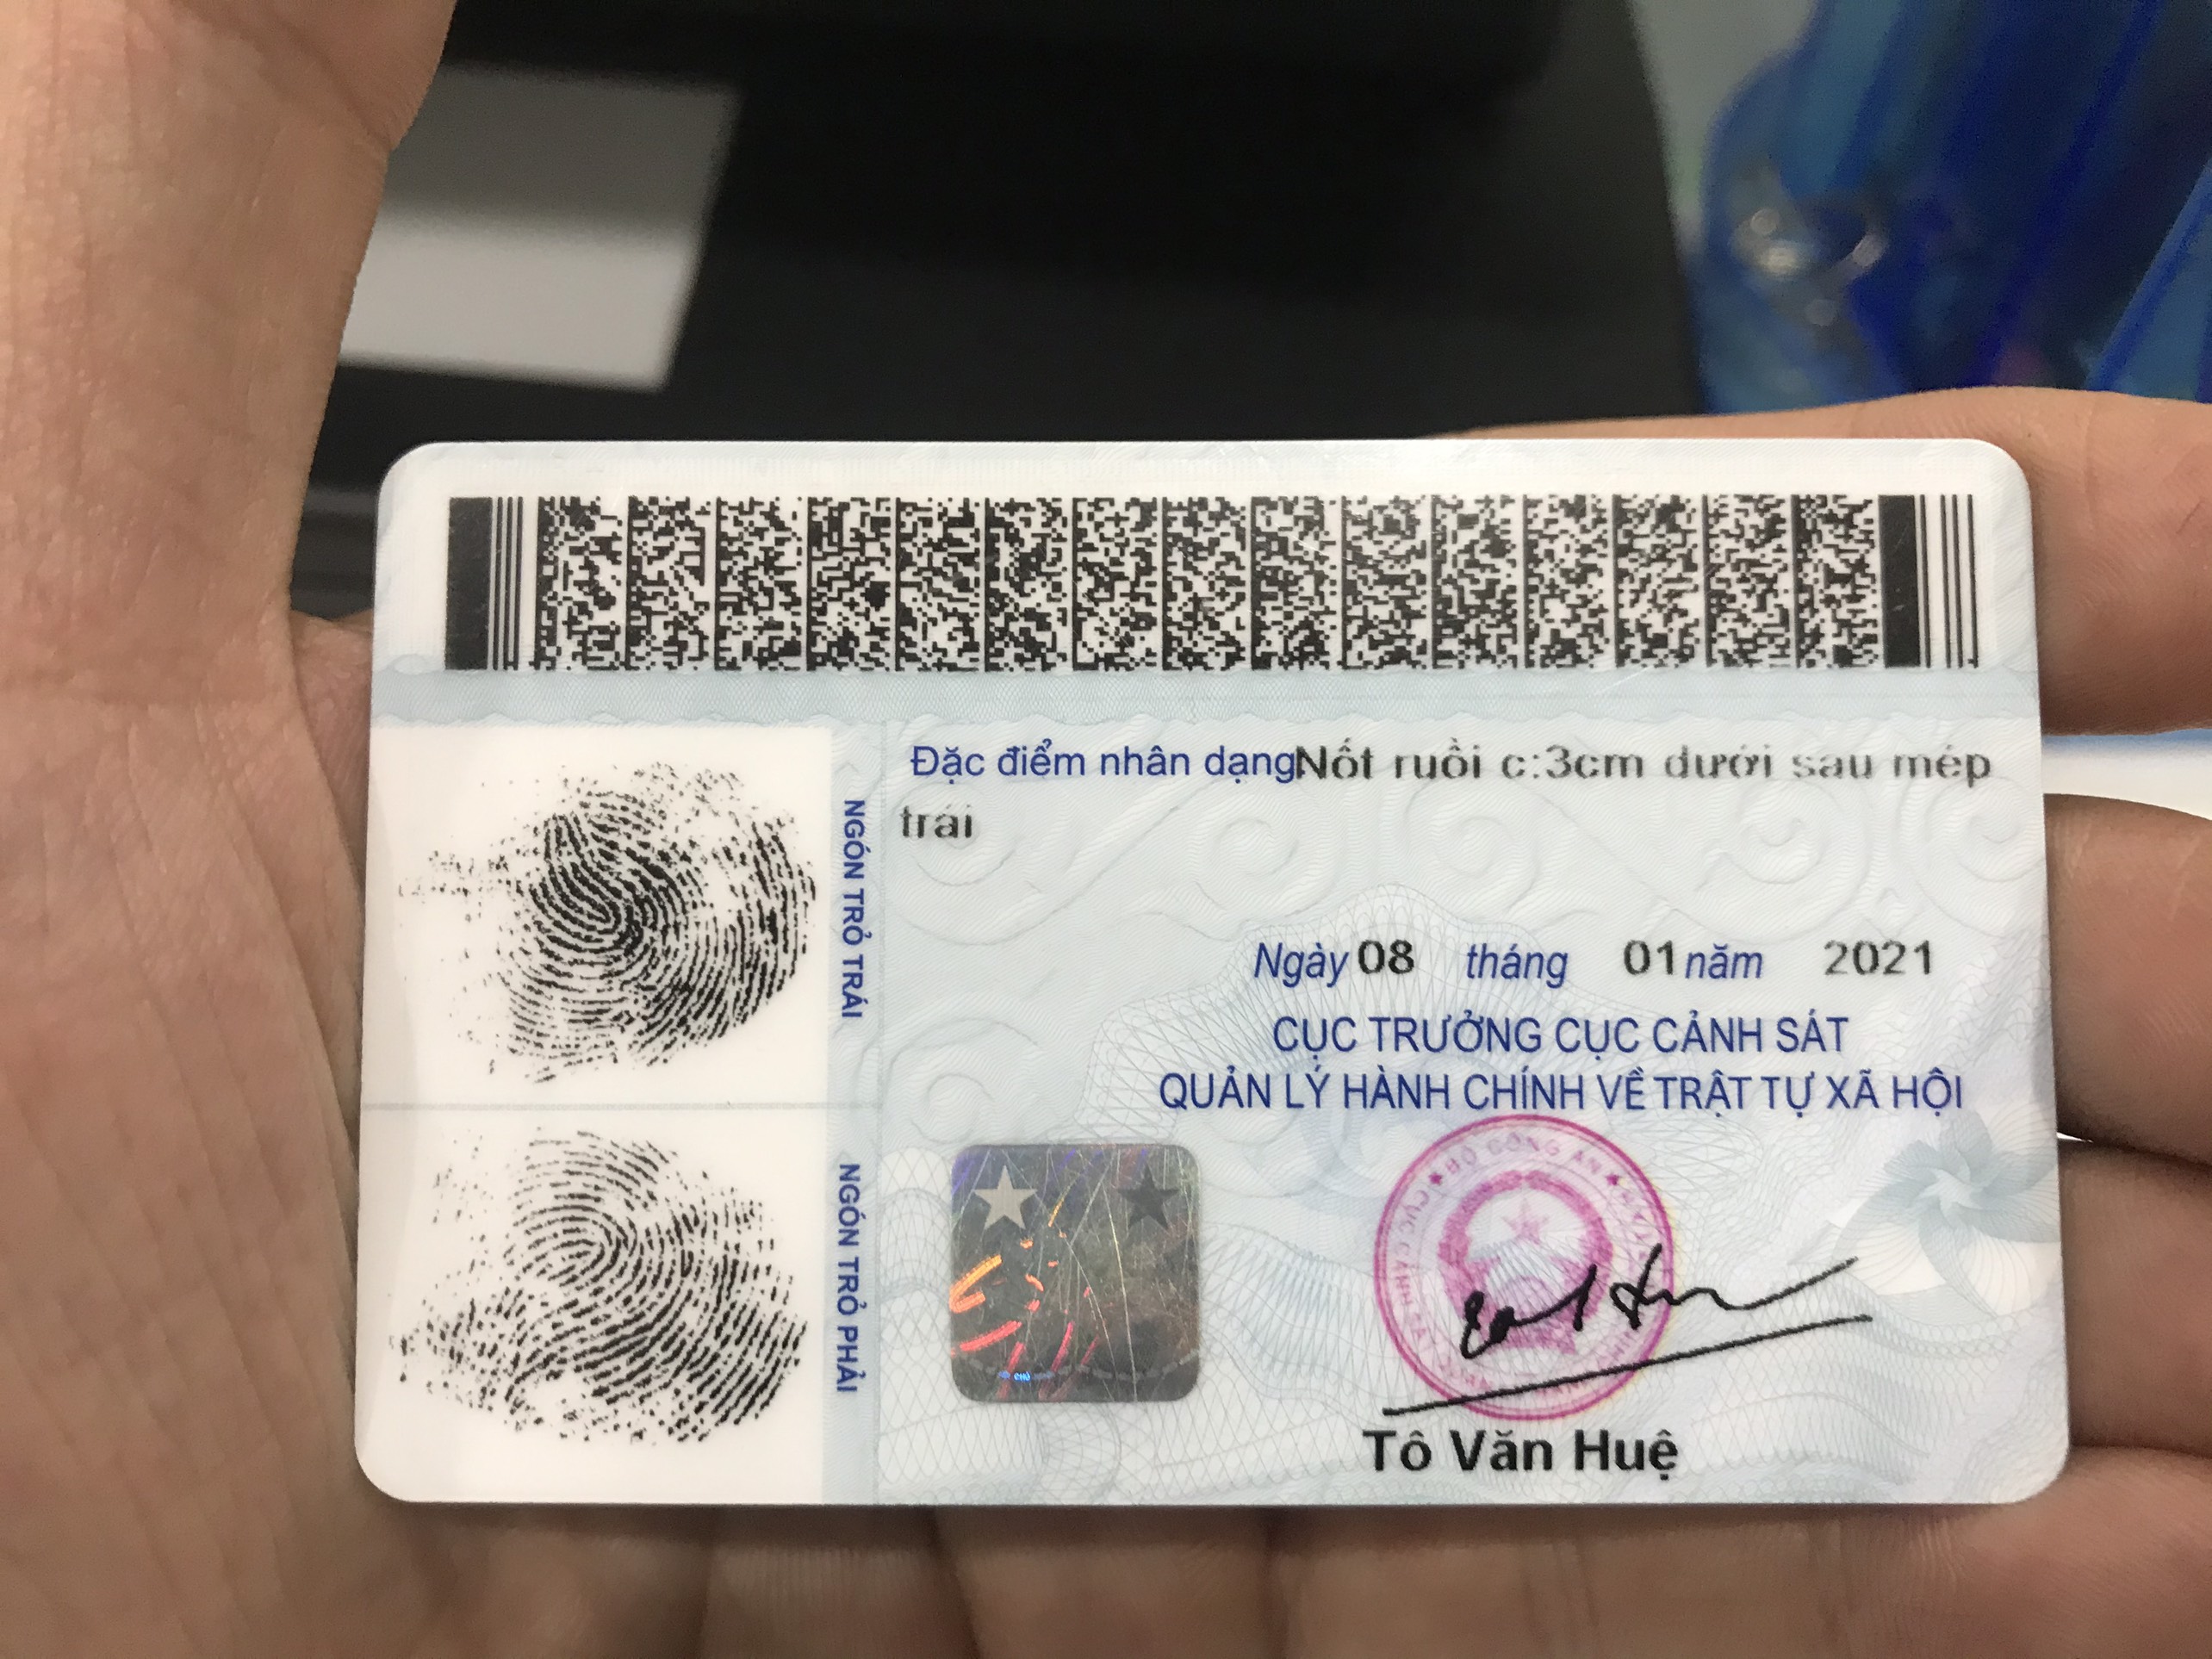 Đặc điểm nhân dạng Nốt ruồi c:3cm dưới sau mép
trái
NGÓN TRỎ TRÁI
Ngày 08 tháng 01 năm 2021
CỤC TRƯỞNG CỤC CẢNH SÁT
QUẢN LÝ HÀNH CHÍNH VỀ TRẬT TỰ XÃ HỘI
NGÓN TRỎ PHẢI
BỘ CÔNG AN
Tô Văn Huệ